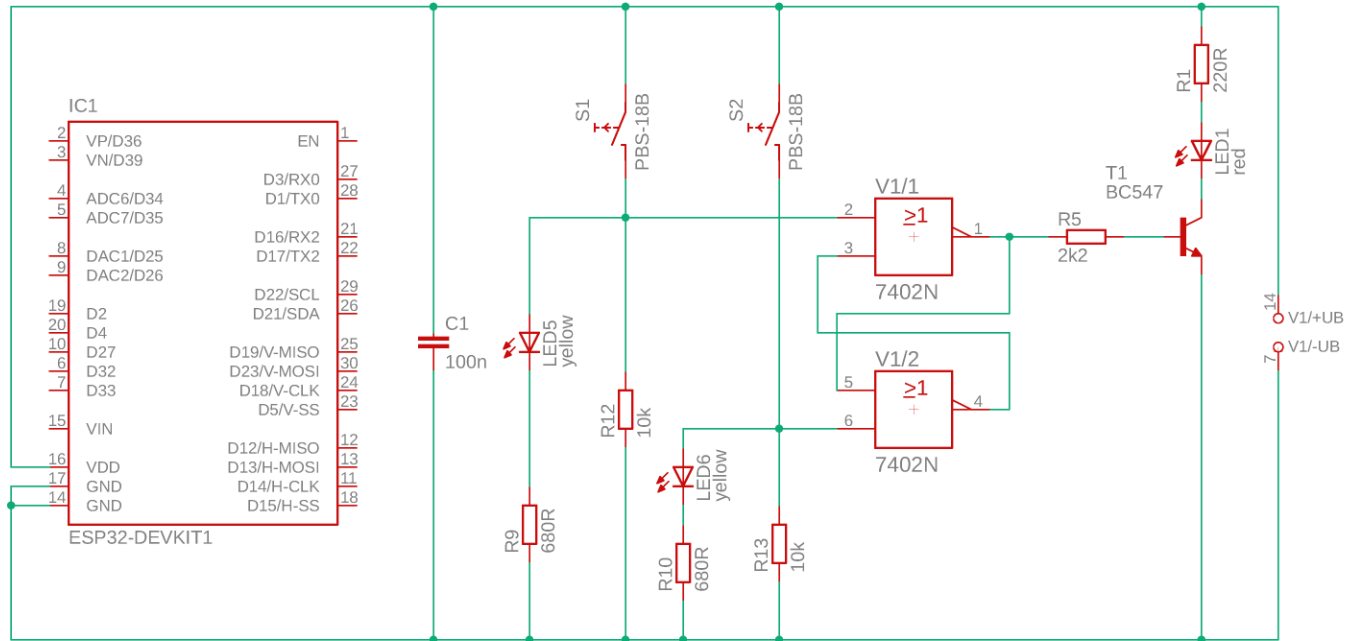 IC1
2 VP/D36
3 VN/D39
4 ADC6/D34
5 ADC7/D35
8 DAC1/D25
9 DAC2/D26
19 D2
20 D4
10 D27
6 D32
7 D33
15 VIN
16 VDD
17 GND
14 GND
EN 1
D3/RX0 27
D1/TX0 28
D16/RX2 21
D17/TX2 22
D22/SCL 29
D21/SDA 26
D19/V-MISO 25
D23/V-MOSI 30
D18/V-CLK 24
D5/V-SS 23
D12/H-MISO 12
D13/H-MOSI 13
D14/H-CLK 11
D15/H-SS 18
ESP32-DEVKIT1
C1
100n
S1
PBS-18B
S2
PBS-18B
LED5
yellow
R9
680R
R12
10k
LED6
yellow
R10
680R
R13
10k
V1/1
≥1
2
3
1
7402N
V1/2
≥1
5
6
4
7402N
R5
2k2
T1
BC547
R1
220R
LED1
red
14
V1/+UB
V1/-UB
7